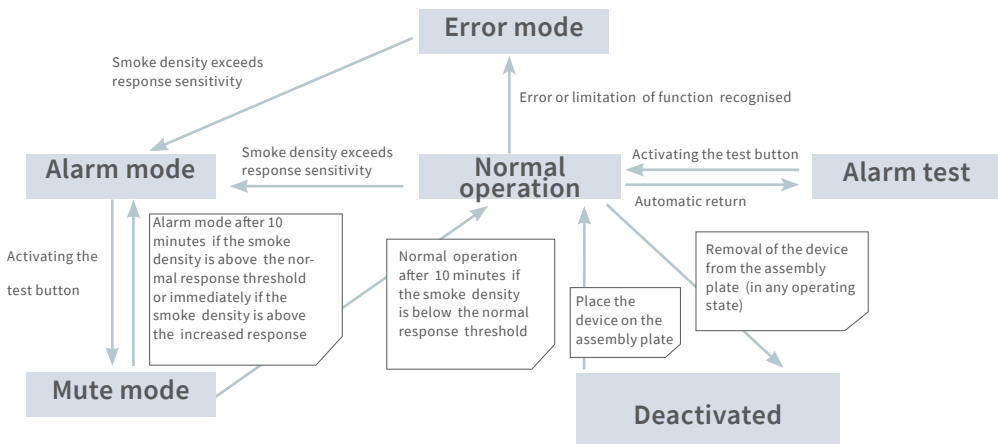 Error mode
Smoke density exceeds
response sensitivity
Error or limitation of function recognised
Alarm mode
Smoke density exceeds
response sensitivity
Normal
operation
Activating the test button
Automatic return
Alarm test
Activating the
test button
Alarm mode after 10
minutes if the smoke
density is above the nor-
mal response threshold
or immediately if the
smoke density is above
the increased response
Normal operation
after 10 minutes if
the smoke density
is below the normal
response threshold
Place the
device on the
assembly plate
Removal of the device
from the assembly
plate (in any operating
state)
Mute mode
Deactivated